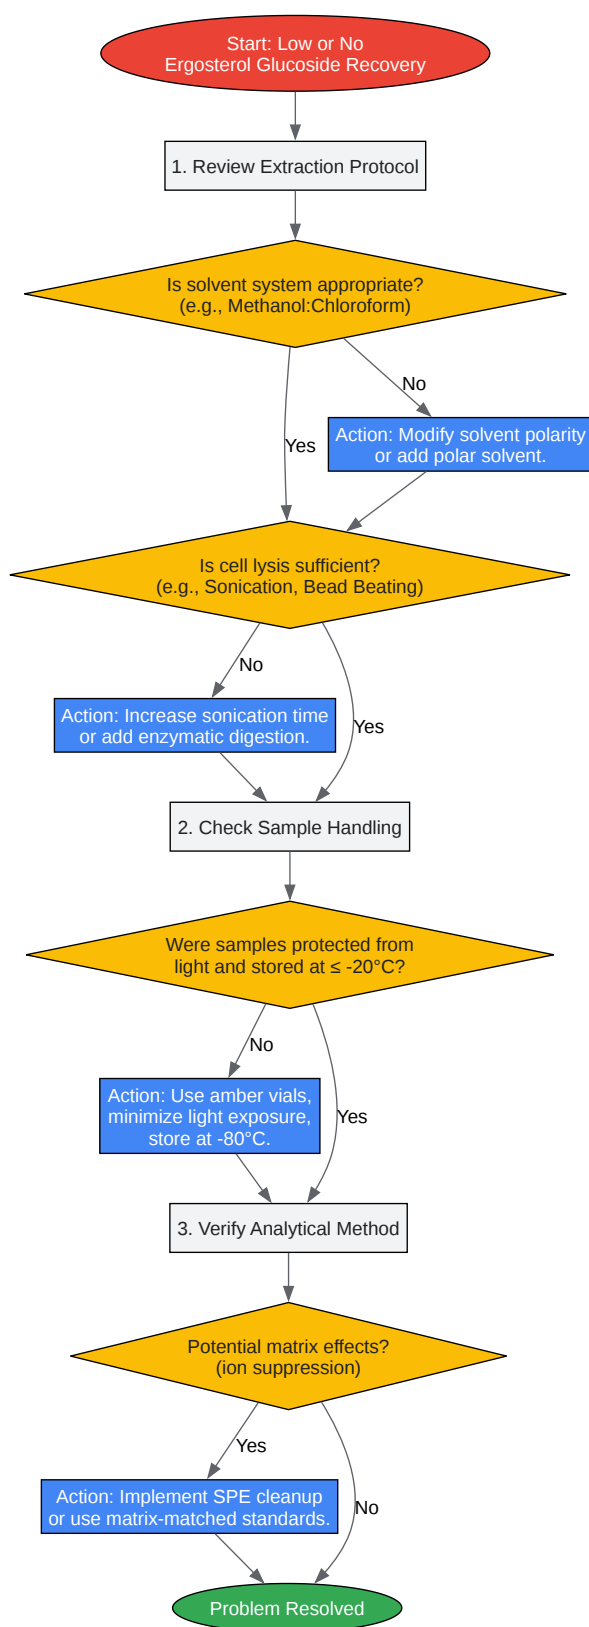 Start: Low or No
Ergosterol Glucoside Recovery
1. Review Extraction Protocol
Is solvent system appropriate?
(e.g., Methanol:Chloroform)
No
Action: Modify solvent polarity
or add polar solvent.
Yes
Is cell lysis sufficient?
(e.g., Sonication, Bead Beating)
No
Action: Increase sonication time
or add enzymatic digestion.
Yes
2. Check Sample Handling
Were samples protected from
light and stored at ≤ -20°C?
No
Action: Use amber vials,
minimize light exposure,
store at -80°C.
Yes
3. Verify Analytical Method
Potential matrix effects?
(ion suppression)
Yes
Action: Implement SPE cleanup
or use matrix-matched standards.
No
Problem Resolved